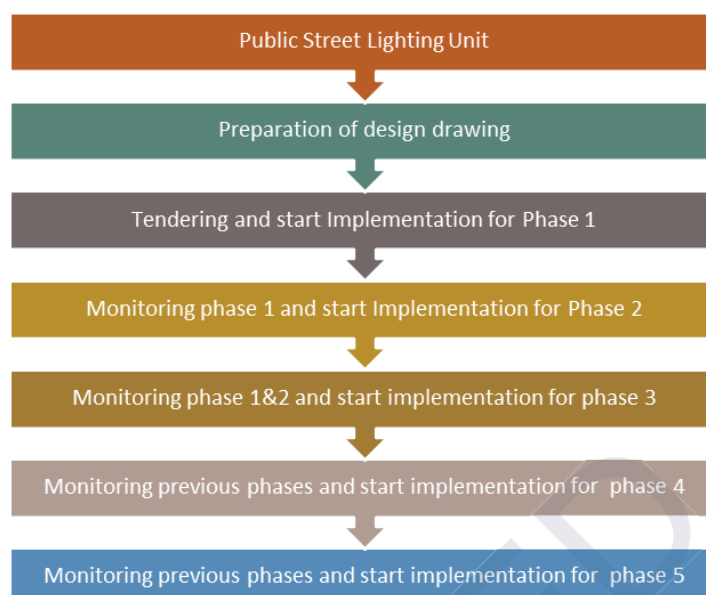 Public Street Lighting Unit
Preparation of design drawing
Tendering and start Implementation for Phase 1
Monitoring phase 1 and start Implementation for Phase 2
Monitoring phase 1&2 and start implementation for phase 3
Monitoring previous phases and start implementation for phase 4
Monitoring previous phases and start implementation for phase 5